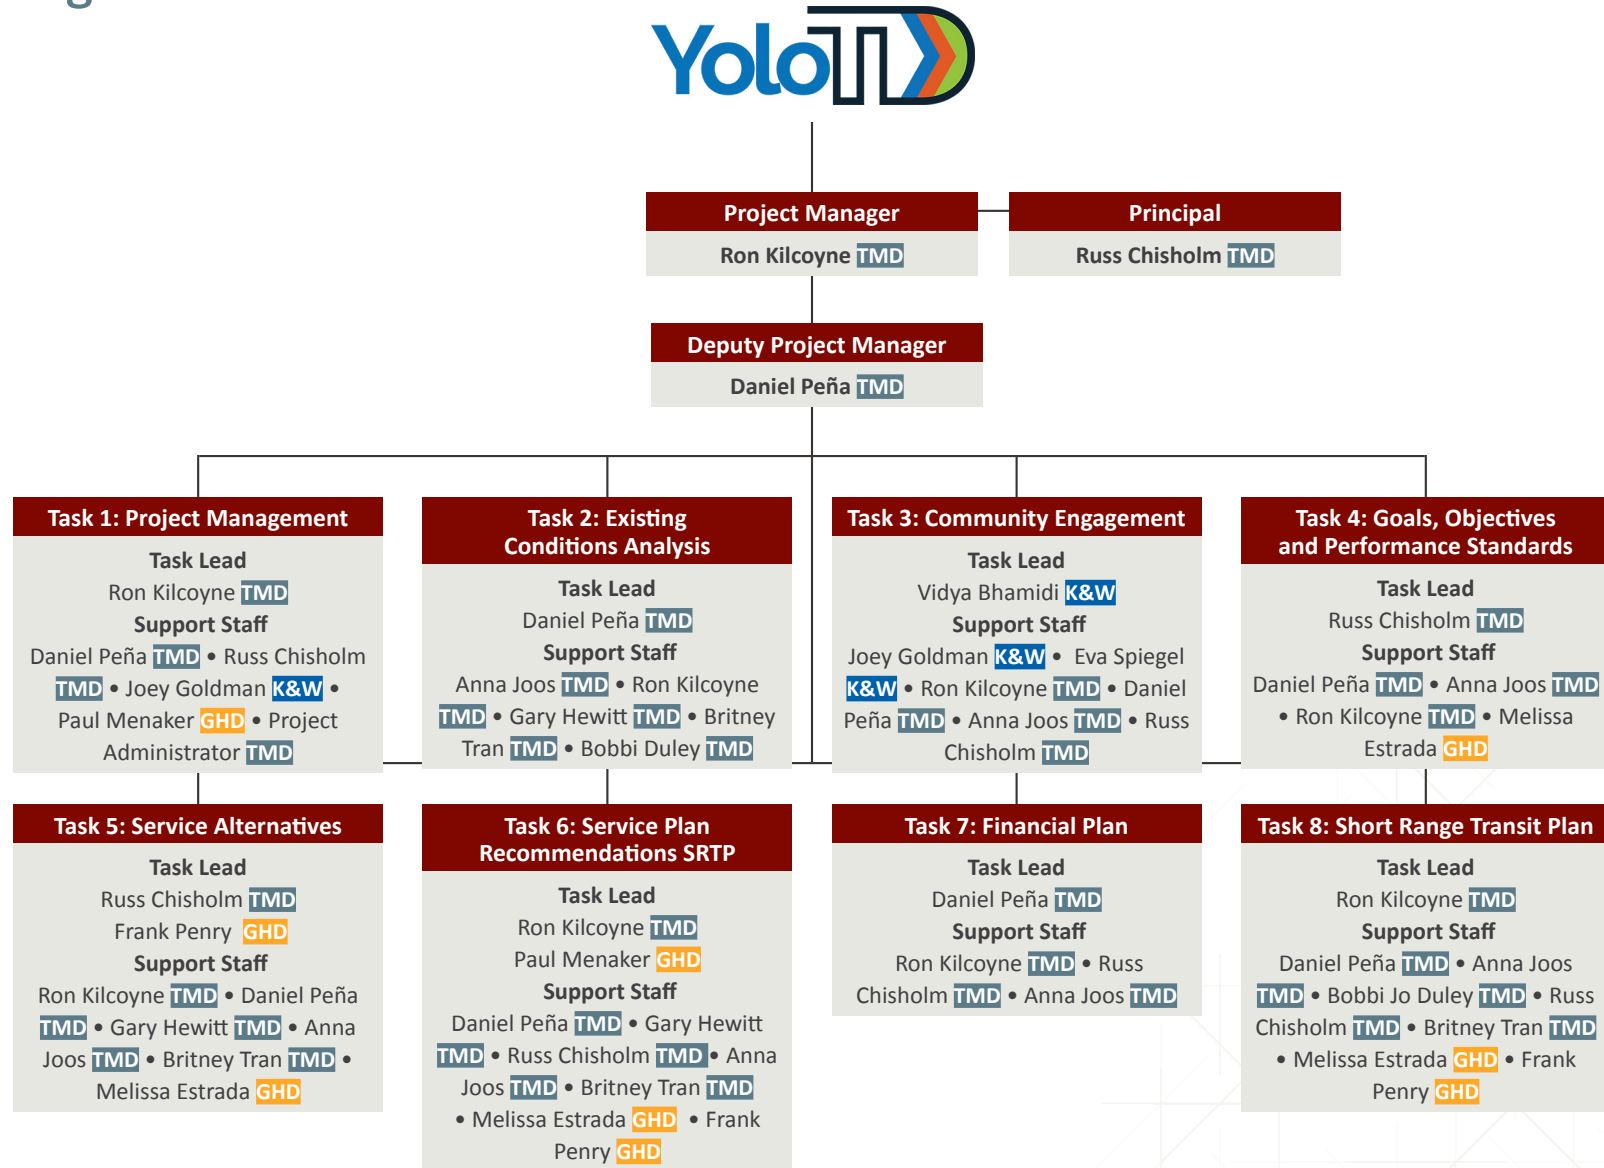 YoloTD
Project Manager
Ron Kilcoyne TMD
Principal
Russ Chisholm TMD
Deputy Project Manager
Daniel Peña TMD
Task 1: Project Management
Task Lead
Ron Kilcoyne TMD
Support Staff
Daniel Peña TMD • Russ Chisholm
TMD • Joey Goldman K&W •
Paul Menaker GHD • Project
Administrator TMD
Task 2: Existing
Conditions Analysis
Task Lead
Daniel Peña TMD
Support Staff
Anna Joos TMD • Ron Kilcoyne
TMD • Gary Hewitt TMD • Britney
Tran TMD • Bobbi Duley TMD
Task 3: Community Engagement
Task Lead
Vidya Bhamidi K&W
Support Staff
Joey Goldman K&W • Eva Spiegel
K&W • Ron Kilcoyne TMD • Daniel
Peña TMD • Anna Joos TMD • Russ
Chisholm TMD
Task 4: Goals, Objectives
and Performance Standards
Task Lead
Russ Chisholm TMD
Support Staff
Daniel Peña TMD • Anna Joos TMD
• Ron Kilcoyne TMD • Melissa
Estrada GHD
Task 5: Service Alternatives
Task Lead
Russ Chisholm TMD
Frank Penry GHD
Support Staff
Ron Kilcoyne TMD • Daniel Peña
TMD • Gary Hewitt TMD • Anna
Joos TMD • Britney Tran TMD •
Melissa Estrada GHD
Task 6: Service Plan
Recommendations SRTP
Task Lead
Ron Kilcoyne TMD
Paul Menaker GHD
Support Staff
Daniel Peña TMD • Gary Hewitt
TMD • Russ Chisholm TMD • Anna
Joos TMD • Britney Tran TMD
• Melissa Estrada GHD • Frank
Penry GHD
Task 7: Financial Plan
Task Lead
Daniel Peña TMD
Support Staff
Ron Kilcoyne TMD • Russ
Chisholm TMD • Anna Joos TMD
Task 8: Short Range Transit Plan
Task Lead
Ron Kilcoyne TMD
Support Staff
Daniel Peña TMD • Anna Joos
TMD • Bobbi Jo Duley TMD • Russ
Chisholm TMD • Britney Tran TMD
• Melissa Estrada GHD • Frank
Penry GHD